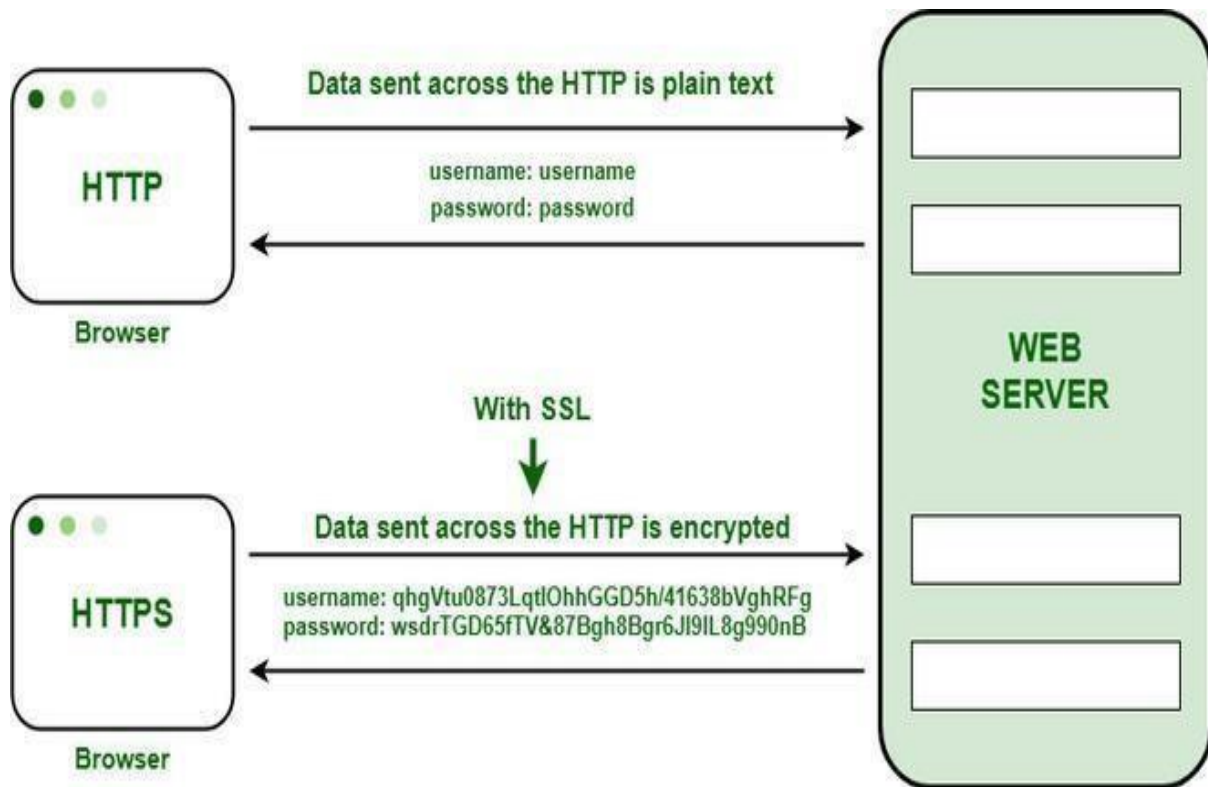 Data sent across the HTTP is plain text
HTTP
username: username
password: password
Browser
WEB
SERVER
With SSL
Data sent across the HTTP is encrypted
HTTPS
username: qhgVtu0873LqtlOhhGGD5h/41638bVghRFg
password: wsdrTGD65fTV&87Bgh8Bgr6Jl9lL8g990nB
Browser